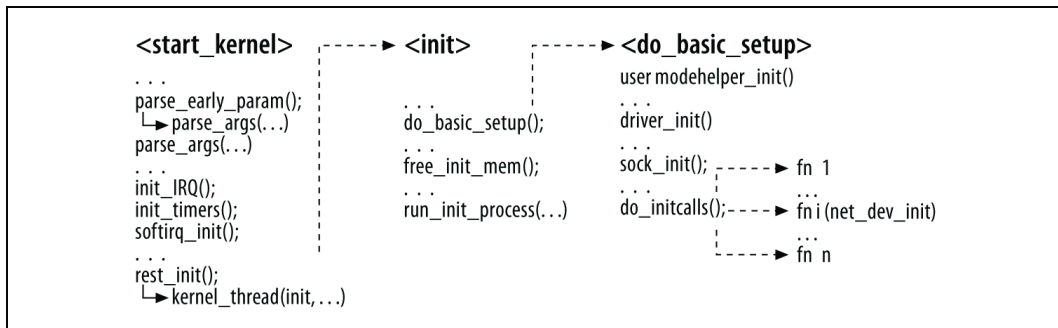 <start_kernel>
. . .
parse_early_param();
parse_args(. . .)
parse_args(. . .)
. . .
init_IRQ();
init_timers();
softirq_init();
. . .
rest_init();
kernel_thread(init, . . .)
<init>
. . .
do_basic_setup();
. . .
free_init_mem();
. . .
run_init_process(. . .)
<do_basic_setup>
user modehelper_init()
. . .
driver_init()
. . .
sock_init();
. . .
do_initcalls();
fn 1
. . .
fn i (net_dev_init)
. . .
fn n